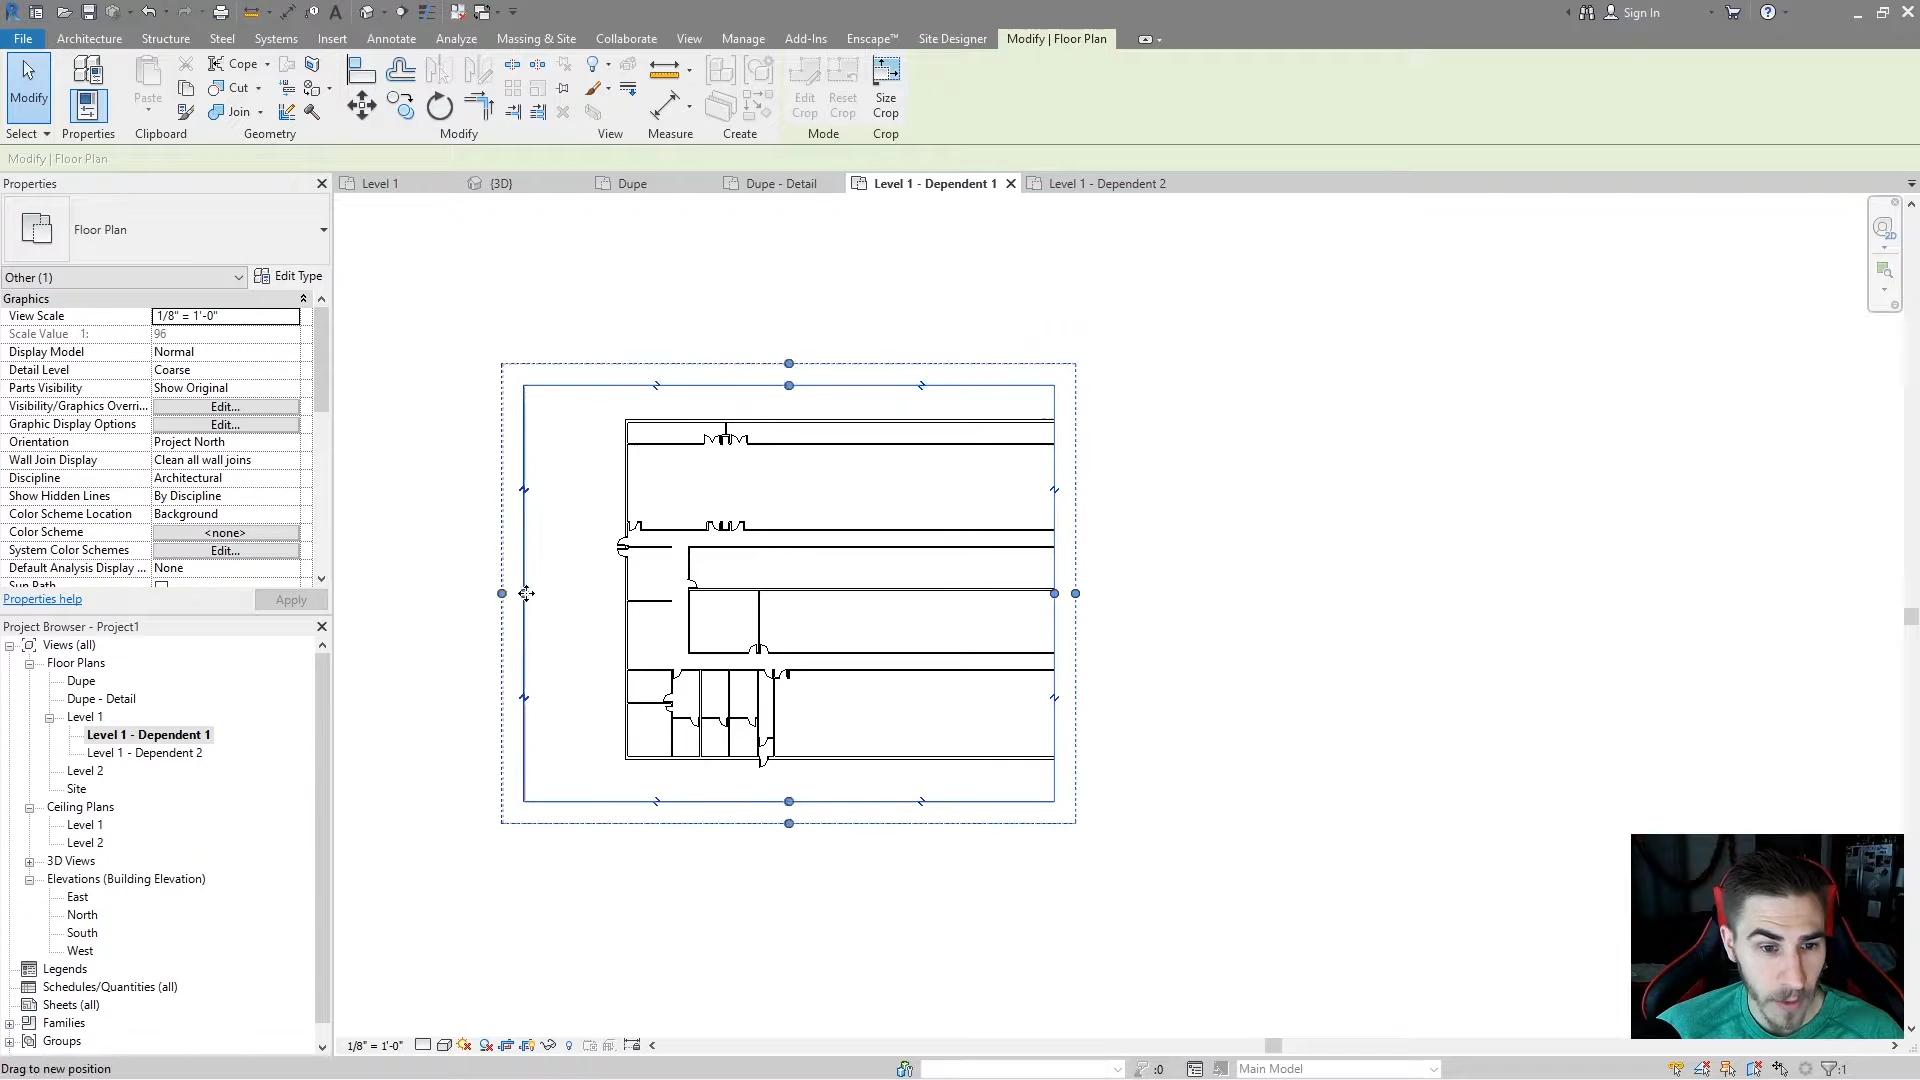 Sign In
File Architecture Structure Steel Systems Insert Annotate Analyze Massing & Site Collaborate View Manage Add-Ins Enscape™ Site Designer Modify | Floor Plan
Modify Paste Cope Cut Join Edit Crop Reset Crop Size Crop
Select Properties Clipboard Geometry Modify View Measure Create Mode Crop
Modify | Floor Plan
Properties
Level 1 {3D} Dupe Dupe - Detail Level 1 - Dependent 1 Level 1 - Dependent 2
Floor Plan
2D
Other (1) Edit Type
Graphics
View Scale 1/8" = 1'-0"
Scale Value 1: 96
Display Model Normal
Detail Level Coarse
Parts Visibility Show Original
Visibility/Graphics Overri... Edit...
Graphic Display Options Edit...
Orientation Project North
Wall Join Display Clean all wall joins
Discipline Architectural
Show Hidden Lines By Discipline
Color Scheme Location Background
Color Scheme <none>
System Color Schemes Edit...
Default Analysis Display ... None
Sun Path
Properties help Apply
Project Browser - Project1
Views (all)
Floor Plans
Dupe
Dupe - Detail
Level 1
Level 1 - Dependent 1
Level 1 - Dependent 2
Level 2
Site
Ceiling Plans
Level 1
Level 2
3D Views
Elevations (Building Elevation)
East
North
South
West
Legends
Schedules/Quantities (all)
Sheets (all)
Families
Groups
1/8" = 1'-0"
Drag to new position :0 Main Model :1